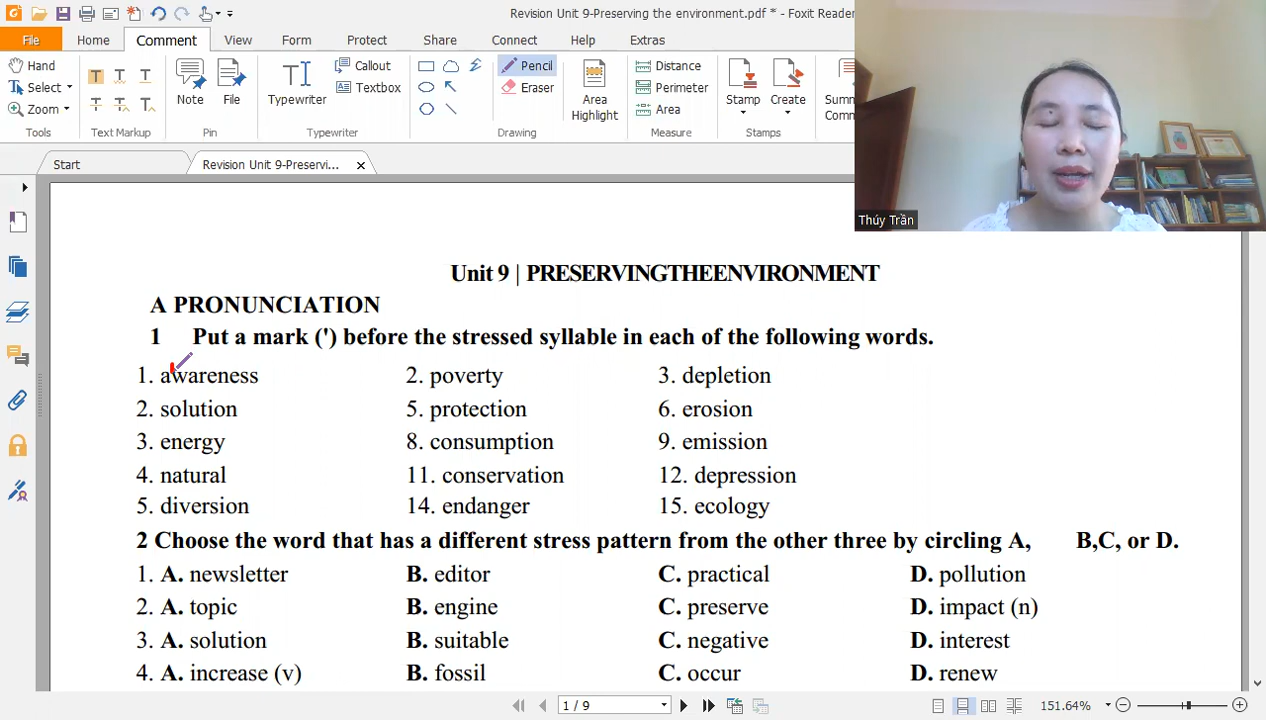 Revision Unit 9-Preserving the environment.pdf * - Foxit Reader
File Home Comment View Form Protect Share Connect Help Extras
Hand Select Zoom Tools
T T T T T T Text Markup
Note File Pin
Typewriter Callout Textbox Typewriter
Pencil Eraser Area Highlight Drawing
Distance Perimeter Area Measure
Stamp Create Stamps
Summ Comm
Start Revision Unit 9-Preservi...
Thúy Trần
Unit 9 | PRESERVINGTHEENVIRONMENT
A PRONUNCIATION
1 Put a mark (') before the stressed syllable in each of the following words.
1. awareness 2. poverty 3. depletion
2. solution 5. protection 6. erosion
3. energy 8. consumption 9. emission
4. natural 11. conservation 12. depression
5. diversion 14. endanger 15. ecology
2 Choose the word that has a different stress pattern from the other three by circling A, B,C, or D.
1. A. newsletter B. editor C. practical D. pollution
2. A. topic B. engine C. preserve D. impact (n)
3. A. solution B. suitable C. negative D. interest
4. A. increase (v) B. fossil C. occur D. renew
1 / 9 151.64%